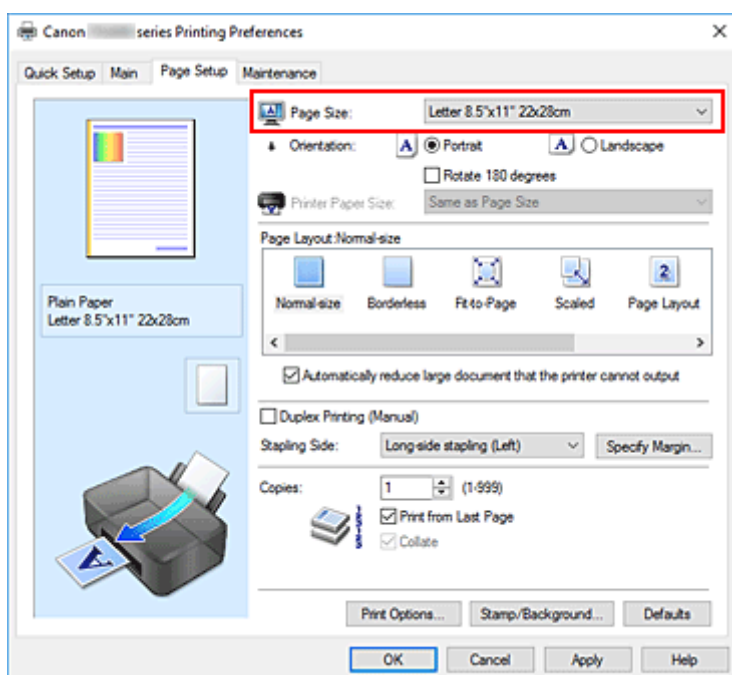 Canon series Printing Preferences
Quick Setup Main Page Setup Maintenance
Page Size: Letter 8.5"x11" 22x28cm
Orientation: A Portrait A Landscape
Rotate 180 degrees
Printer Paper Size: Same as Page Size
Page Layout:Normal-size
2
Normal-size Borderless Fit-to-Page Scaled Page Layout
Plain Paper
Letter 8.5"x11" 22x28cm
Automatically reduce large document that the printer cannot output
Duplex Printing (Manual)
Stapling Side: Long-side stapling (Left) Specify Margin...
Copies: 1 (1-999)
Print from Last Page
Collate
A
Print Options... Stamp/Background... Defaults
OK Cancel Apply Help